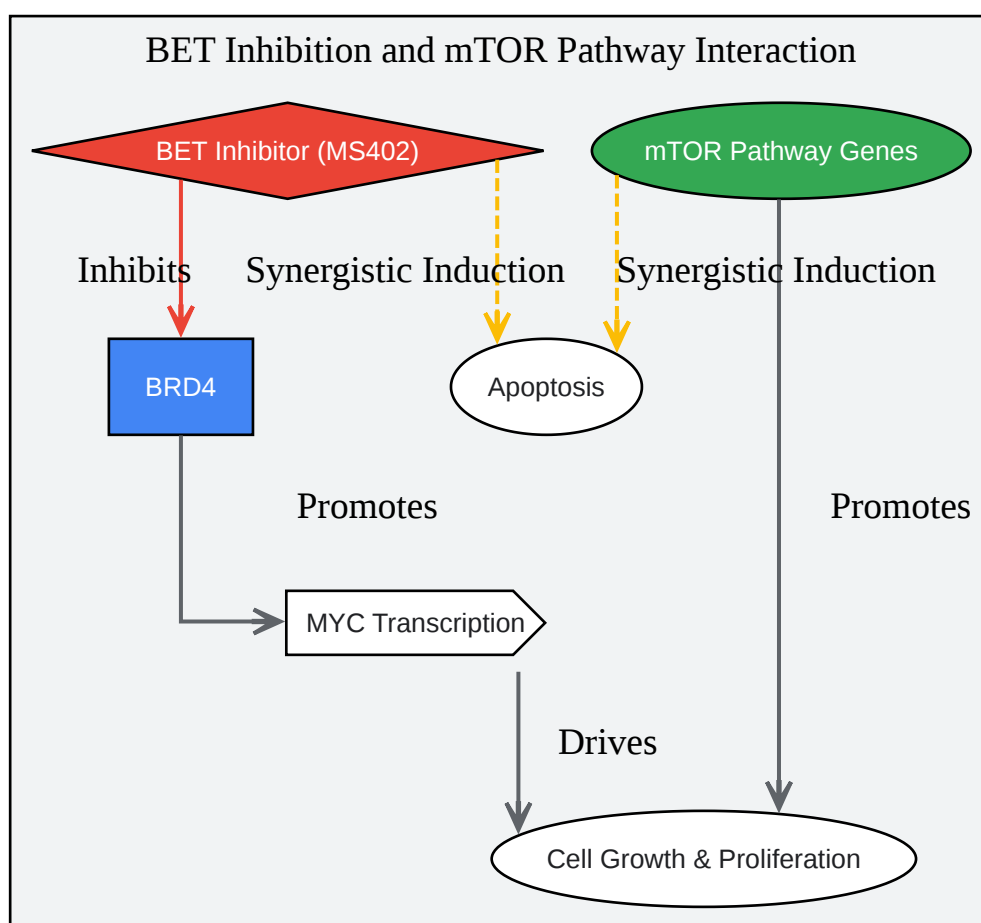 BET Inhibition and mTOR Pathway Interaction
BET Inhibitor (MS402)
mTOR Pathway Genes
Inhibits
Synergistic Induction
Synergistic Induction
BRD4
Apoptosis
Promotes
Promotes
MYC Transcription
Drives
Cell Growth & Proliferation